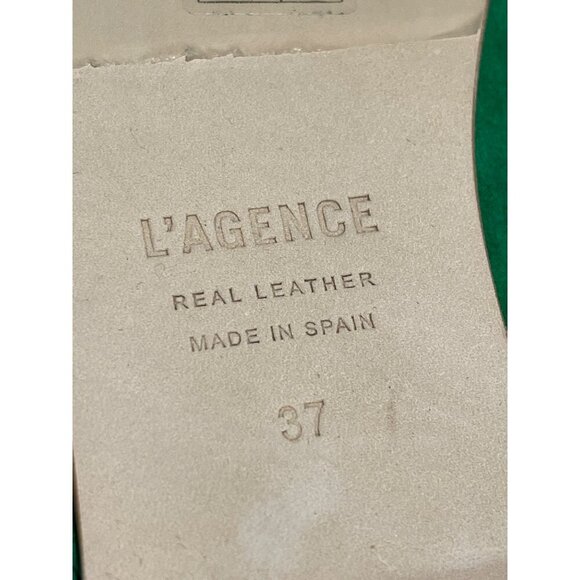 L'AGENCE
REAL LEATHER
MADE IN SPAIN
37